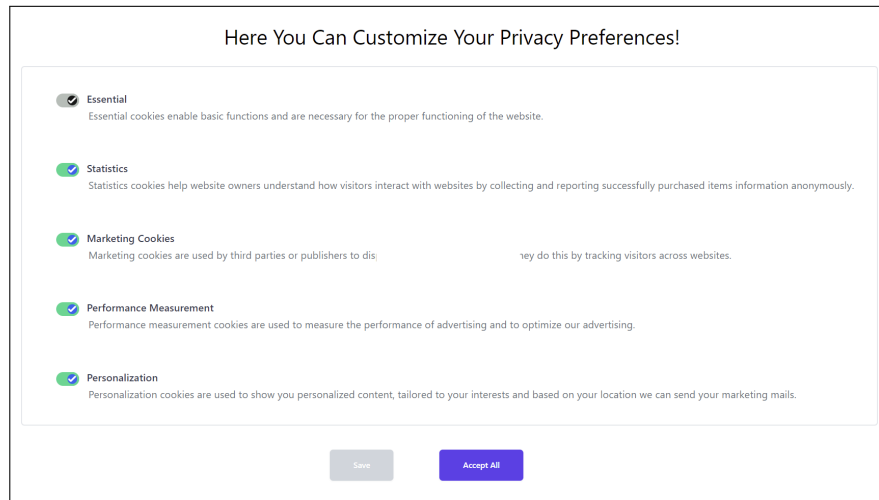 Here You Can Customize Your Privacy Preferences!
Essential
Essential cookies enable basic functions and are necessary for the proper functioning of the website.
Statistics
Statistics cookies help website owners understand how visitors interact with websites by collecting and reporting successfully purchased items information anonymously.
Marketing Cookies
Marketing cookies are used by third parties or publishers to do this by tracking visitors across websites.
Performance Measurement
Performance measurement cookies are used to measure the performance of advertising and to optimize our advertising.
Personalization
Personalization cookies are used to show you personalized content, tailored to your interests and based on your location we can send your marketing mails.
Save Accept All